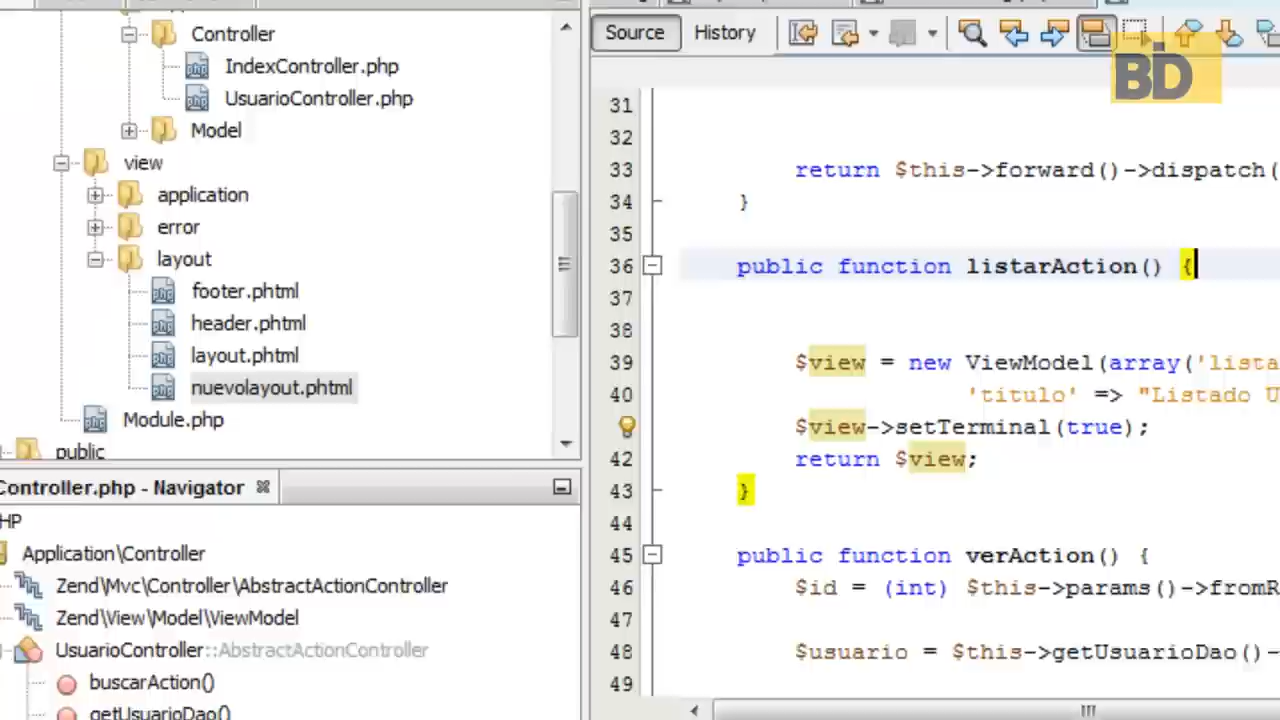 Controller
IndexController.php
UsuarioController.php
Model
view
application
error
layout
footer.phtml
header.phtml
layout.phtml
nuevolayout.phtml
Module.php
public
Controller.php - Navigator
HP
Application\Controller
Zend\Mvc\Controller\AbstractActionController
Zend\View\Model\ViewModel
UsuarioController::AbstractActionController
buscarAction()
getUsuarioDao()
Source
History
BD
31
32
33 return $this->forward()->dispatch(
34 }
35
36 public function listarAction() {
37
38
39 $view = new ViewModel(array('lista
40 'titulo' => "Listado U
$view->setTerminal(true);
42 return $view;
43 }
44
45 public function verAction() {
46 $id = (int) $this->params()->fromR
47
48 $usuario = $this->getUsuarioDao()-
49